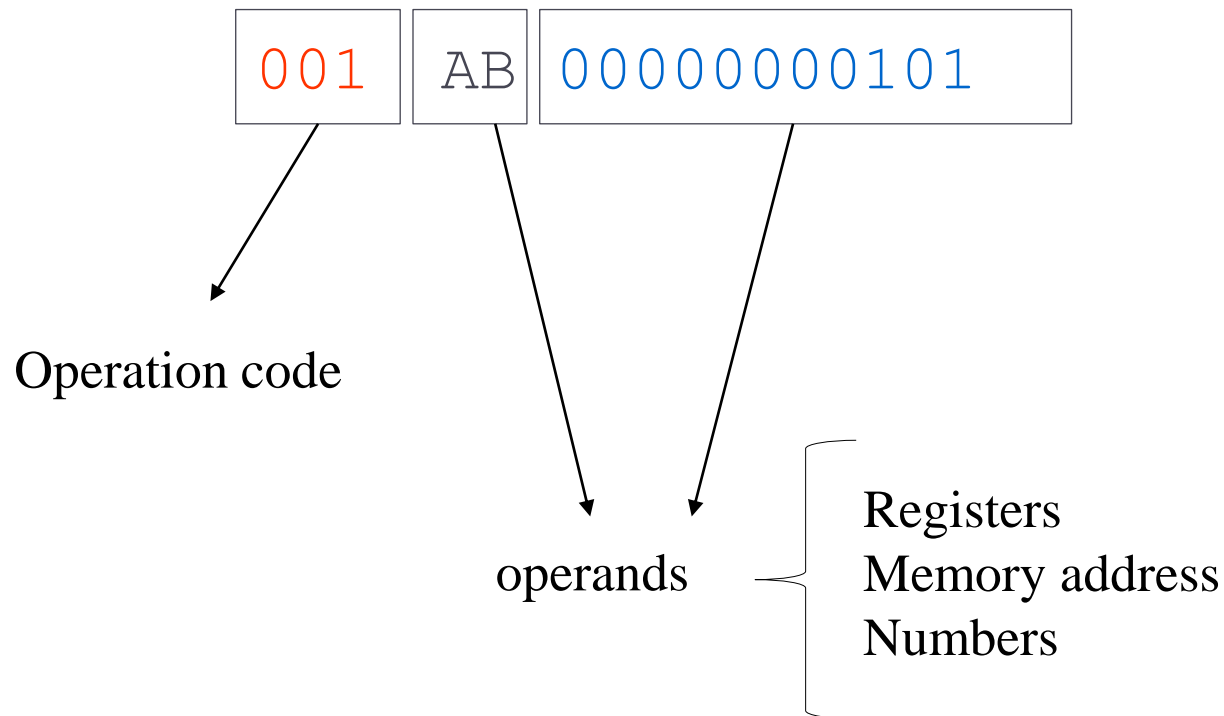 001 AB 00000000101
Operation code
operands
Registers
Memory address
Numbers